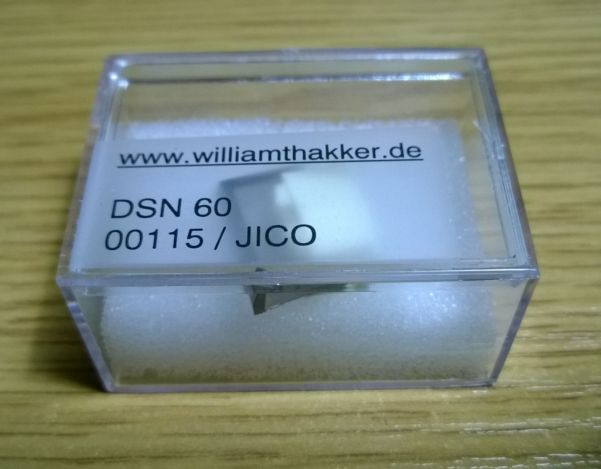 www.williamthakker.de
DSN 60
00115 / JICO